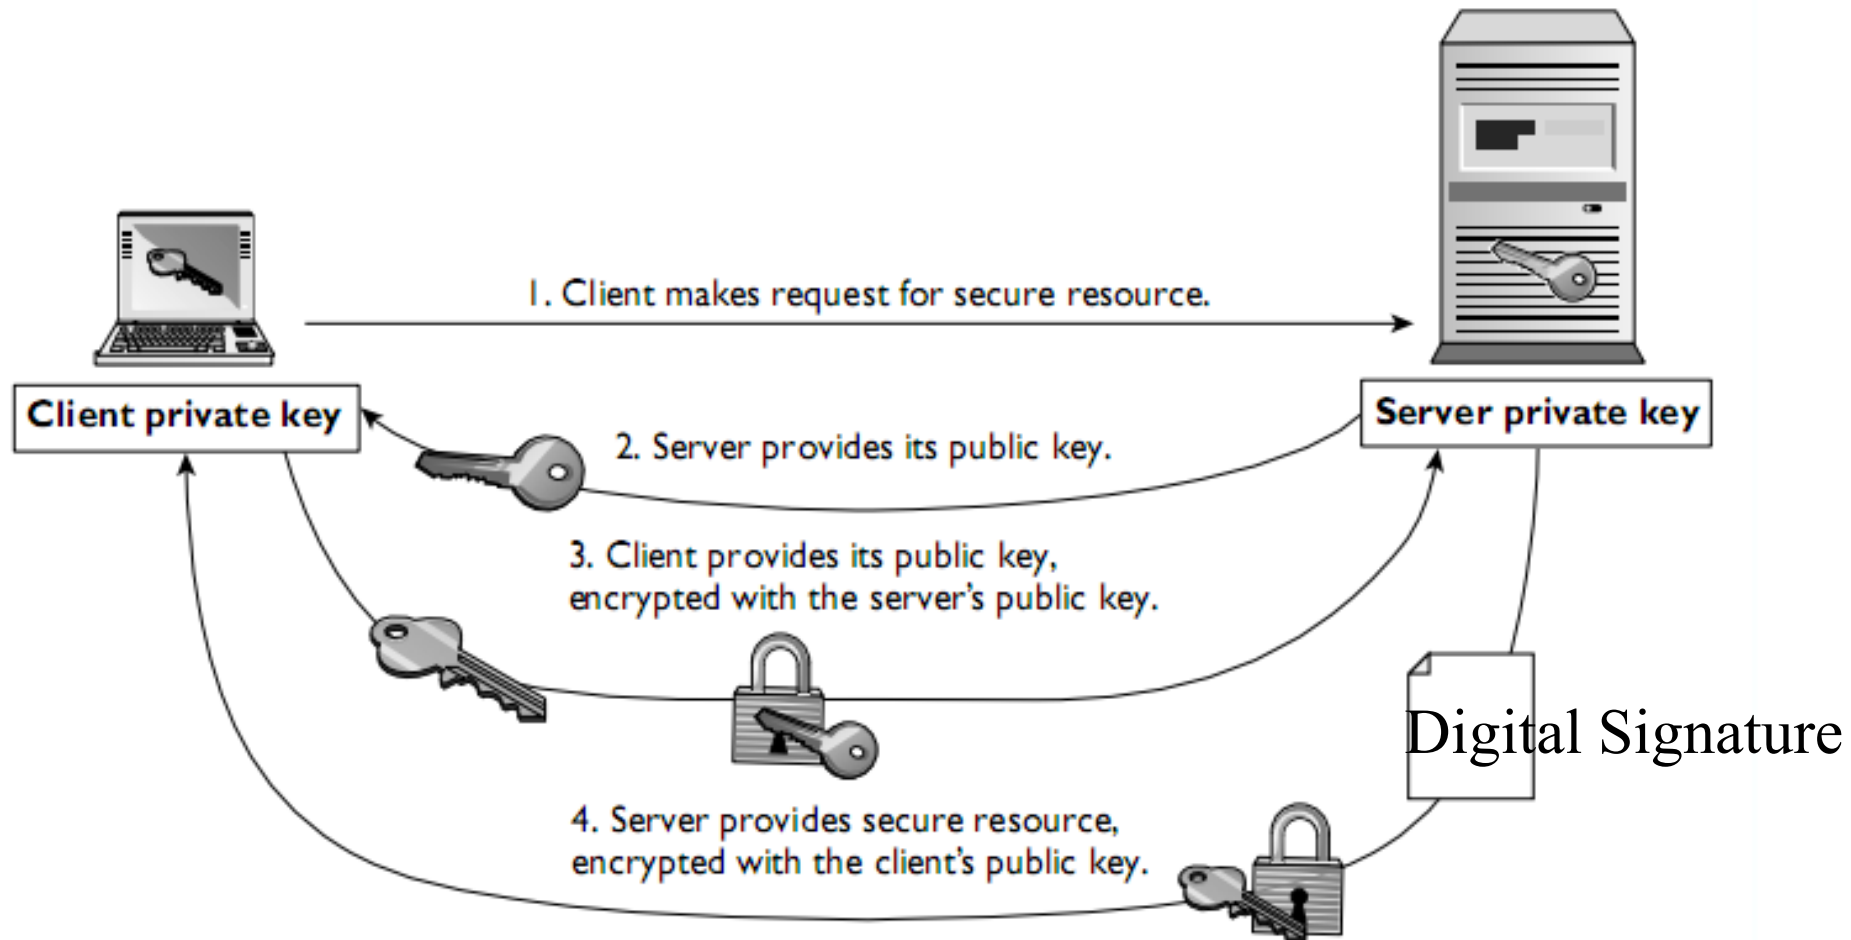 1. Client makes request for secure resource.
Client private key
Server private key
2. Server provides its public key.
3. Client provides its public key,
encrypted with the server's public key.
Digital Signature
4. Server provides secure resource,
encrypted with the client's public key.